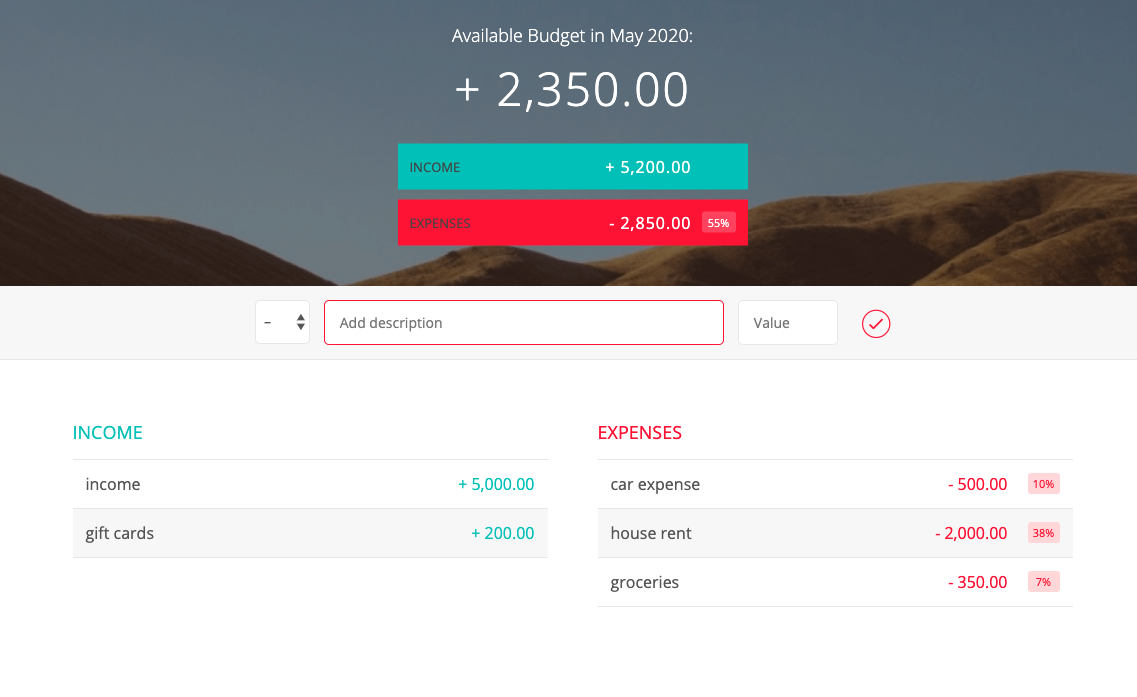 Available Budget in May 2020:
+ 2,350.00
INCOME + 5,200.00
EXPENSES - 2,850.00 55%
– Add description Value
INCOME
income + 5,000.00
gift cards + 200.00
EXPENSES
car expense - 500.00 10%
house rent - 2,000.00 38%
groceries - 350.00 7%